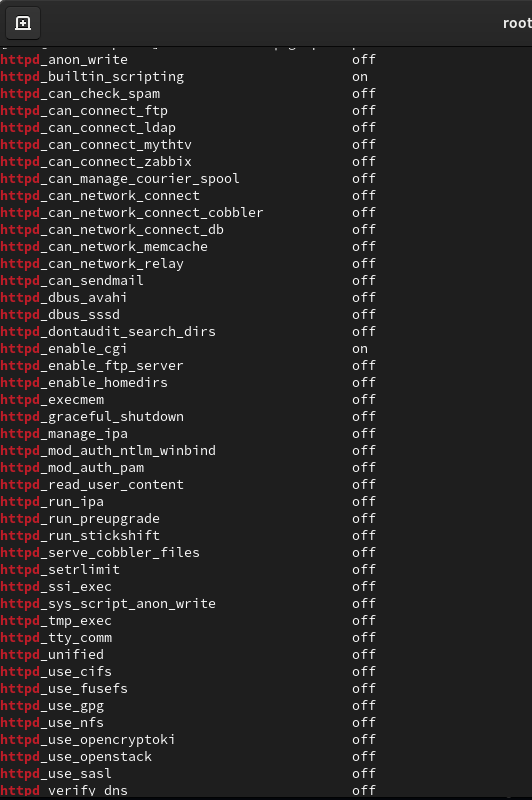 root
httpd_anon_write off
httpd_builtin_scripting on
httpd_can_check_spam off
httpd_can_connect_ftp off
httpd_can_connect_ldap off
httpd_can_connect_mythtv off
httpd_can_connect_zabbix off
httpd_can_manage_courier_spool off
httpd_can_network_connect off
httpd_can_network_connect_cobbler off
httpd_can_network_connect_db off
httpd_can_network_memcache off
httpd_can_network_relay off
httpd_can_sendmail off
httpd_dbus_avahi off
httpd_dbus_sssd off
httpd_dontaudit_search_dirs off
httpd_enable_cgi on
httpd_enable_ftp_server off
httpd_enable_homedirs off
httpd_execmem off
httpd_graceful_shutdown off
httpd_manage_ipa off
httpd_mod_auth_ntlm_winbind off
httpd_mod_auth_pam off
httpd_read_user_content off
httpd_run_ipa off
httpd_run_preupgrade off
httpd_run_stickshift off
httpd_serve_cobbler_files off
httpd_setrlimit off
httpd_ssi_exec off
httpd_sys_script_anon_write off
httpd_tmp_exec off
httpd_tty_comm off
httpd_unified off
httpd_use_cifs off
httpd_use_fusefs off
httpd_use_gpg off
httpd_use_nfs off
httpd_use_opencryptoki off
httpd_use_openstack off
httpd_use_sasl off
httpd_verify_dns off